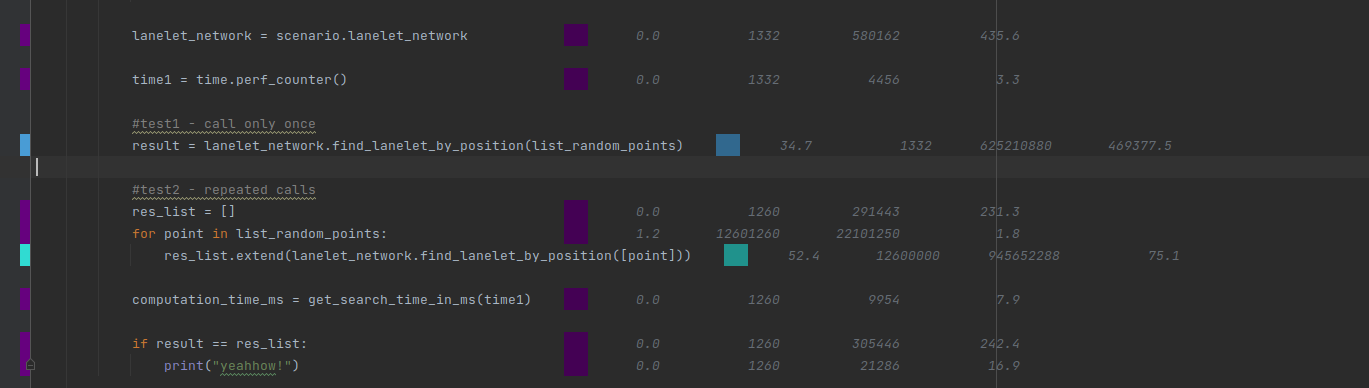 lanelet_network = scenario.lanelet_network 0.0 1332 580162 435.6
time1 = time.perf_counter() 0.0 1332 4456 3.3
#test1 - call only once
result = lanelet_network.find_lanelet_by_position(list_random_points) 34.7 1332 625210880 469377.5
#test2 - repeated calls
res_list = [] 0.0 1260 291443 231.3
for point in list_random_points: 1.2 12601260 22101250 1.8
res_list.extend(lanelet_network.find_lanelet_by_position([point])) 52.4 12600000 945652288 75.1
computation_time_ms = get_search_time_in_ms(time1) 0.0 1260 9954 7.9
if result == res_list: 0.0 1260 305446 242.4
print("yeahhow!") 0.0 1260 21286 16.9